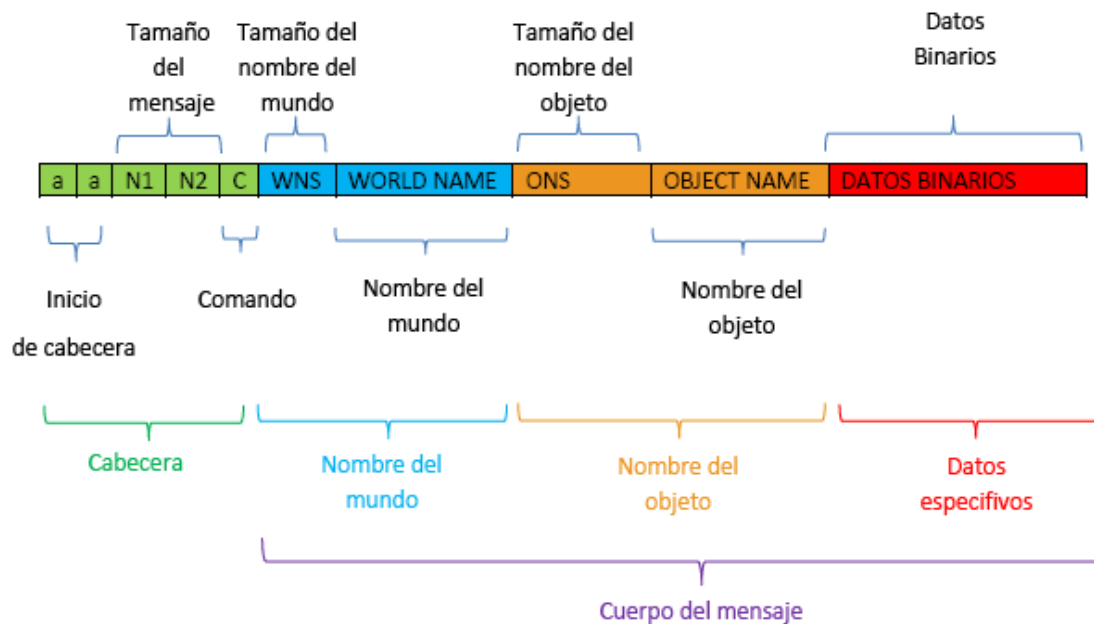 Tamaño
del
mensaje
Tamaño del
nombre del
mundo
Tamaño del
nombre del
objeto
Datos
Binarios
a a N1 N2 C WNS WORLD NAME ONS OBJECT NAME DATOS BINARIOS
Inicio
de cabecera
Comando
Nombre del
mundo
Nombre del
objeto
Cabecera
Nombre del
mundo
Nombre del
objeto
Datos
especifivos
Cuerpo del mensaje